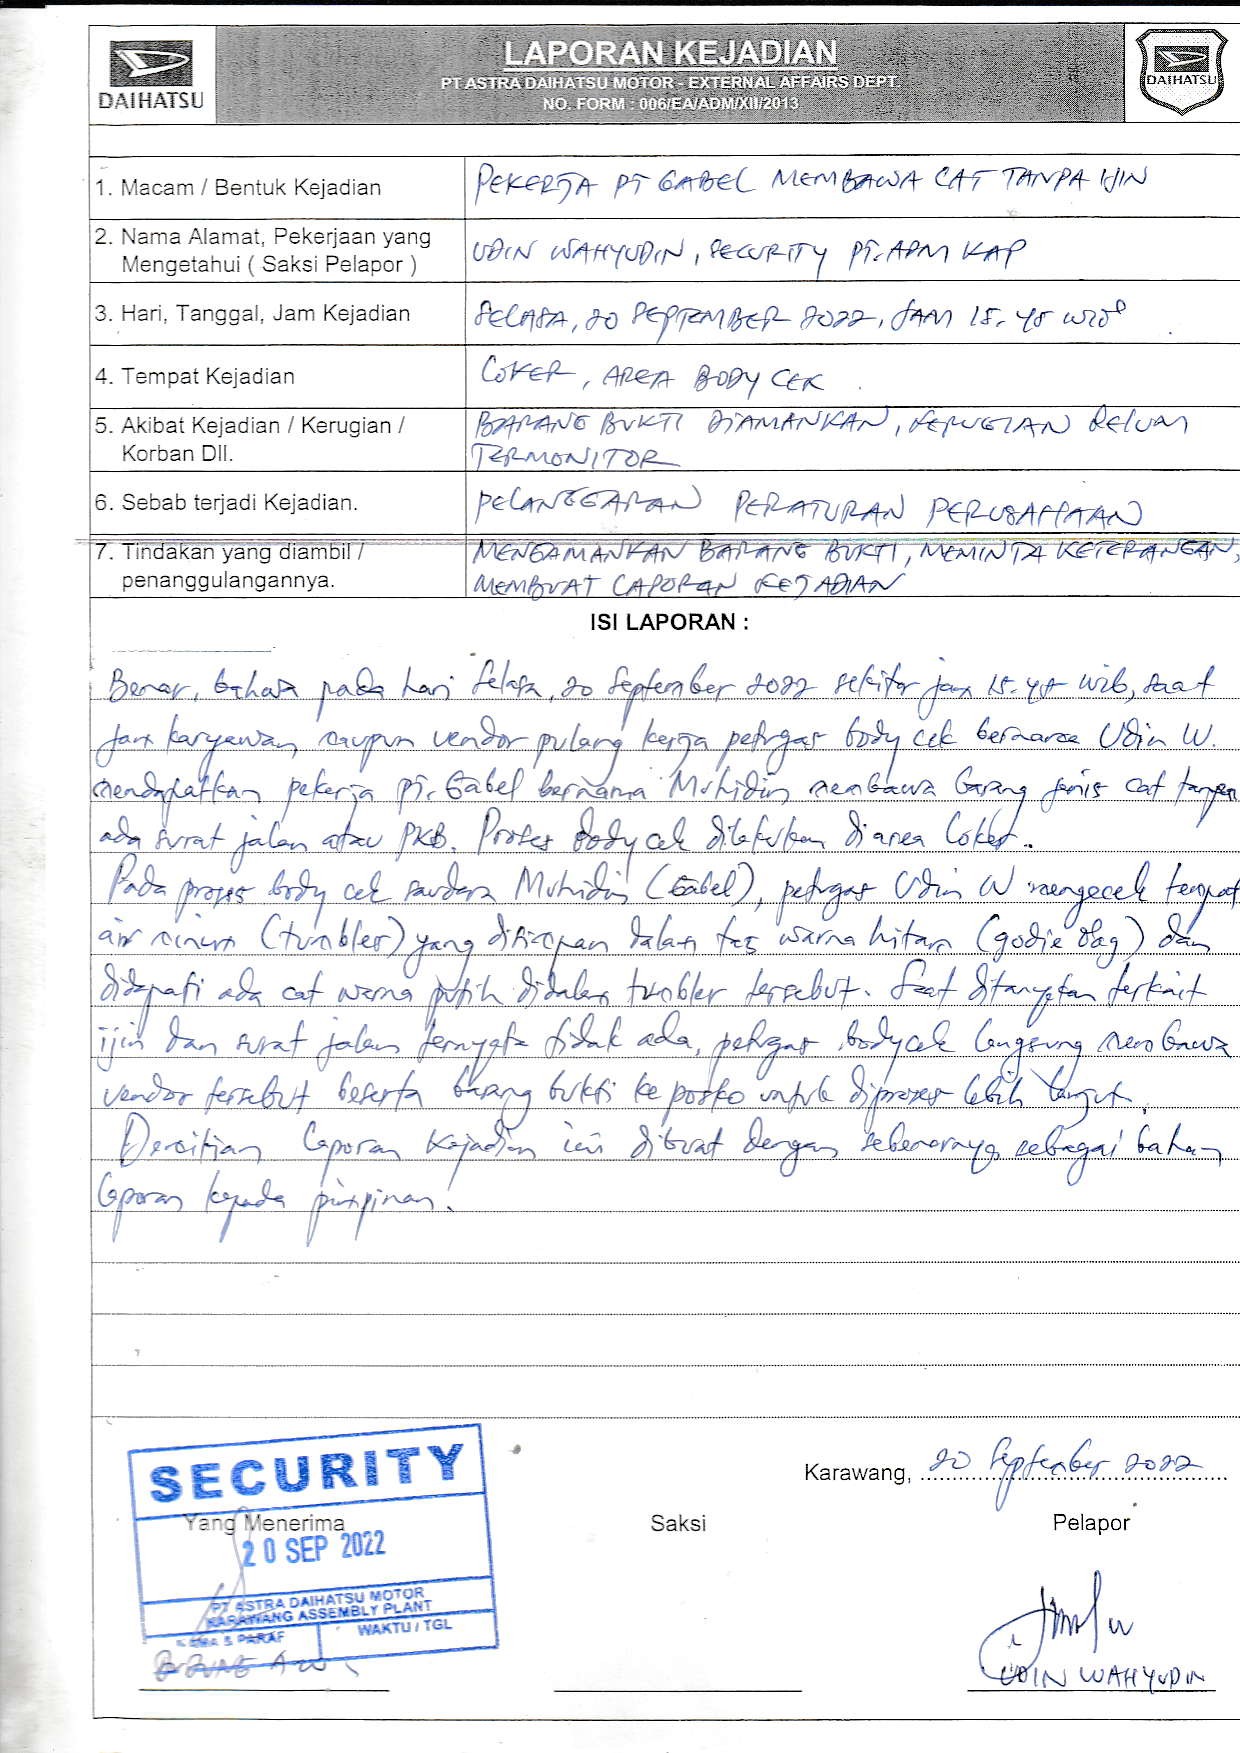 DAIHATSU
LAPORAN KEJADIAN
PT ASTRA DAIHATSU MOTOR - EXTERNAL AFFAIRS DEPT
NO. FORM : 006/EA/ADM/XII/2013
DAIHATSU
1. Macam / Bentuk Kejadian
PEKERJA PT GABEL MEMBAWA CAT TANPA IJIN
2. Nama Alamat, Pekerjaan yang
Mengetahui ( Saksi Pelapor )
UDIN WAHYUDIN, SECURITY PT. ADM KAP
3. Hari, Tanggal, Jam Kejadian
SELASA, 20 SEPTEMBER 2022, JAM 15.45 WIB
4. Tempat Kejadian
LOKER, AREA BODY CEK
5. Akibat Kejadian / Kerugian /
Korban Dll.
BARANG BUKTI DIAMANKAN, KERUGIAN BELUM
TERMONITOR
6. Sebab terjadi Kejadian.
PELANGGARAN PERATURAN PERUSAHAAN
7. Tindakan yang diambil /
penanggulangannya.
MENGAMANKAN BARANG BUKTI, MEMINTA KETERANGAN,
MEMBUAT LAPORAN KEJADIAN
ISI LAPORAN :
Benar, bahwa pada hari Selasa, 20 September 2022 sekitar jam 15.45 wib, saat
jam karyawan maupun vendor pulang kerja petugas body cek bernama Udin W.
mendapatkan pekerja PT. Gabel bernama Muhidin membawa barang jenis cat tanpa
ada surat jalan atau PKB. Proses Body cek dilakukan diarea Loker.
Pada proses body cek saudara Muhidin (Gabel), petugas Udin W mengecek tempat
air minum (tumbler) yang disimpan dalam tas warna hitam (godie bag) dan
didapati ada cat warna putih didalam tumbler tersebut. Saat ditanyakan terkait
ijin dan surat jalan ternyata tidak ada, petugas bodycek langsung membawa
vendor tersebut beserta barang bukti ke posko untuk diproses lebih lanjut.
Demikian laporan kejadian ini dibuat dengan sebenarnya, sebagai bahan
laporan kepada pimpinan.
Karawang, 20 September 2022
SECURITY
Yang Menerima
Saksi
Pelapor
20 SEP 2022
PT ASTRA DAIHATSU MOTOR
KARAWANG ASSEMBLY PLANT
NAMA & PARAF
WAKTU / TGL
UDIN WAHYUDIN